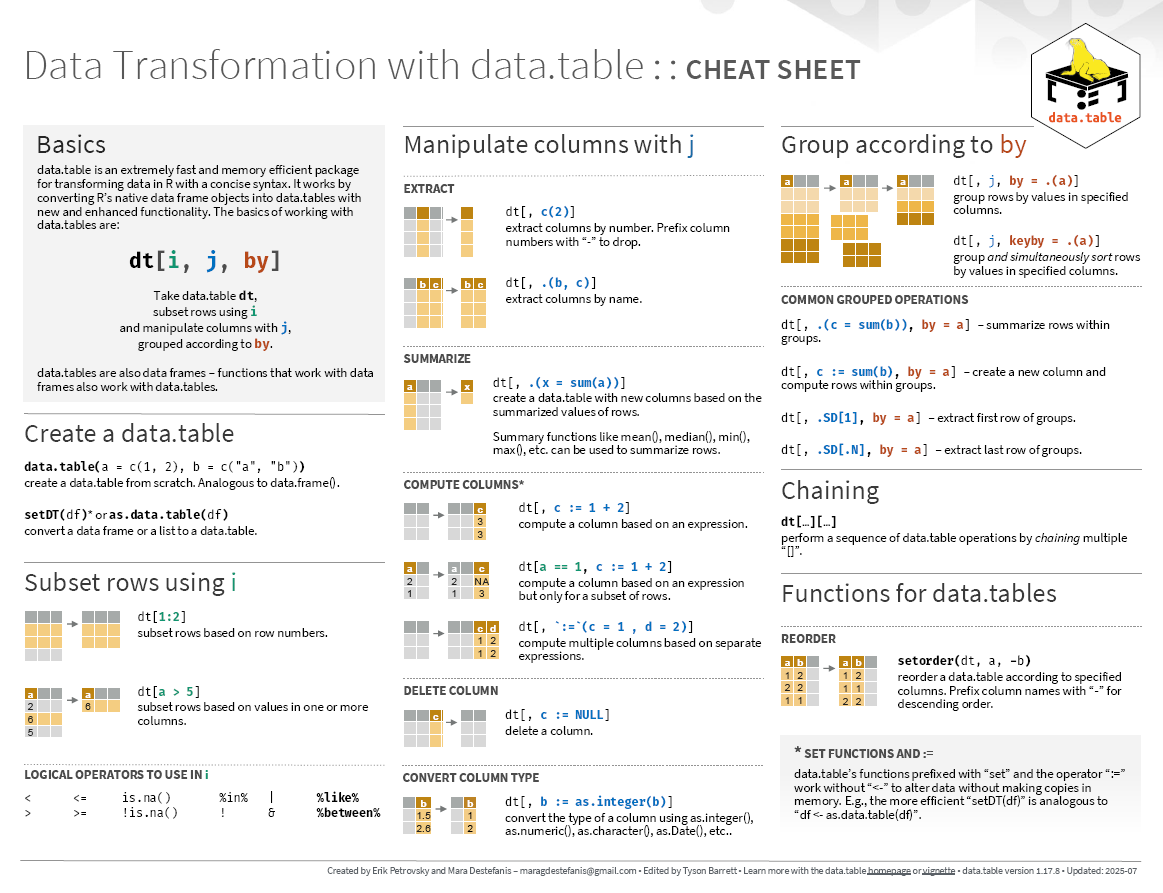 Data Transformation with data.table : : CHEAT SHEET
data.table
Basics
data.table is an extremely fast and memory efficient package
for transforming data in R with a concise syntax. It works by
converting R’s native data frame objects into data.tables with
new and enhanced functionality. The basics of working with
data.tables are:
dt[i, j, by]
Take data.table dt,
subset rows using i
and manipulate columns with j,
grouped according to by.
data.tables are also data frames – functions that work with data
frames also work with data.tables.
Create a data.table
data.table(a = c(1, 2), b = c("a", "b"))
create a data.table from scratch. Analogous to data.frame().
setDT(df)* or as.data.table(df)
convert a data frame or a list to a data.table.
Subset rows using i
dt[1:2]
subset rows based on row numbers.
a
2
6
5
a
6
dt[a > 5]
subset rows based on values in one or more
columns.
LOGICAL OPERATORS TO USE IN i
< <= is.na() %in% | %like%
> >= !is.na() ! & %between%
Manipulate columns with j
EXTRACT
dt[, c(2)]
extract columns by number. Prefix column
numbers with “-” to drop.
b c
b c
dt[, .(b, c)]
extract columns by name.
SUMMARIZE
a
x
dt[, .(x = sum(a))]
create a data.table with new columns based on the
summarized values of rows.
Summary functions like mean(), median(), min(),
max(), etc. can be used to summarize rows.
COMPUTE COLUMNS*
c
3
3
dt[, c := 1 + 2]
compute a column based on an expression.
a
2
1
a c
2 NA
1 3
dt[a == 1, c := 1 + 2]
compute a column based on an expression
but only for a subset of rows.
c d
1 2
1 2
dt[, `:=`(c = 1 , d = 2)]
compute multiple columns based on separate
expressions.
DELETE COLUMN
c
dt[, c := NULL]
delete a column.
CONVERT COLUMN TYPE
b
1.5
2.6
b
1
2
dt[, b := as.integer(b)]
convert the type of a column using as.integer(),
as.numeric(), as.character(), as.Date(), etc..
Group according to by
a
a
a
dt[, j, by = .(a)]
group rows by values in specified
columns.
dt[, j, keyby = .(a)]
group and simultaneously sort rows
by values in specified columns.
COMMON GROUPED OPERATIONS
dt[, .(c = sum(b)), by = a] – summarize rows within
groups.
dt[, c := sum(b), by = a] – create a new column and
compute rows within groups.
dt[, .SD[1], by = a] – extract first row of groups.
dt[, .SD[.N], by = a] – extract last row of groups.
Chaining
dt[…][…]
perform a sequence of data.table operations by chaining multiple
“[]”.
Functions for data.tables
REORDER
a b
1 2
2 2
1 1
a b
1 2
1 1
2 2
setorder(dt, a, -b)
reorder a data.table according to specified
columns. Prefix column names with “-” for
descending order.
* SET FUNCTIONS AND :=
data.table’s functions prefixed with “set” and the operator “:=”
work without “<-” to alter data without making copies in
memory. E.g., the more efficient “setDT(df)” is analogous to
“df <- as.data.table(df)”.
Created by Erik Petrovsky and Mara Destefanis – maragdestefanis@gmail.com • Edited by Tyson Barrett • Learn more with the data.table homepage or vignette • data.table version 1.17.8 • Updated: 2025-07